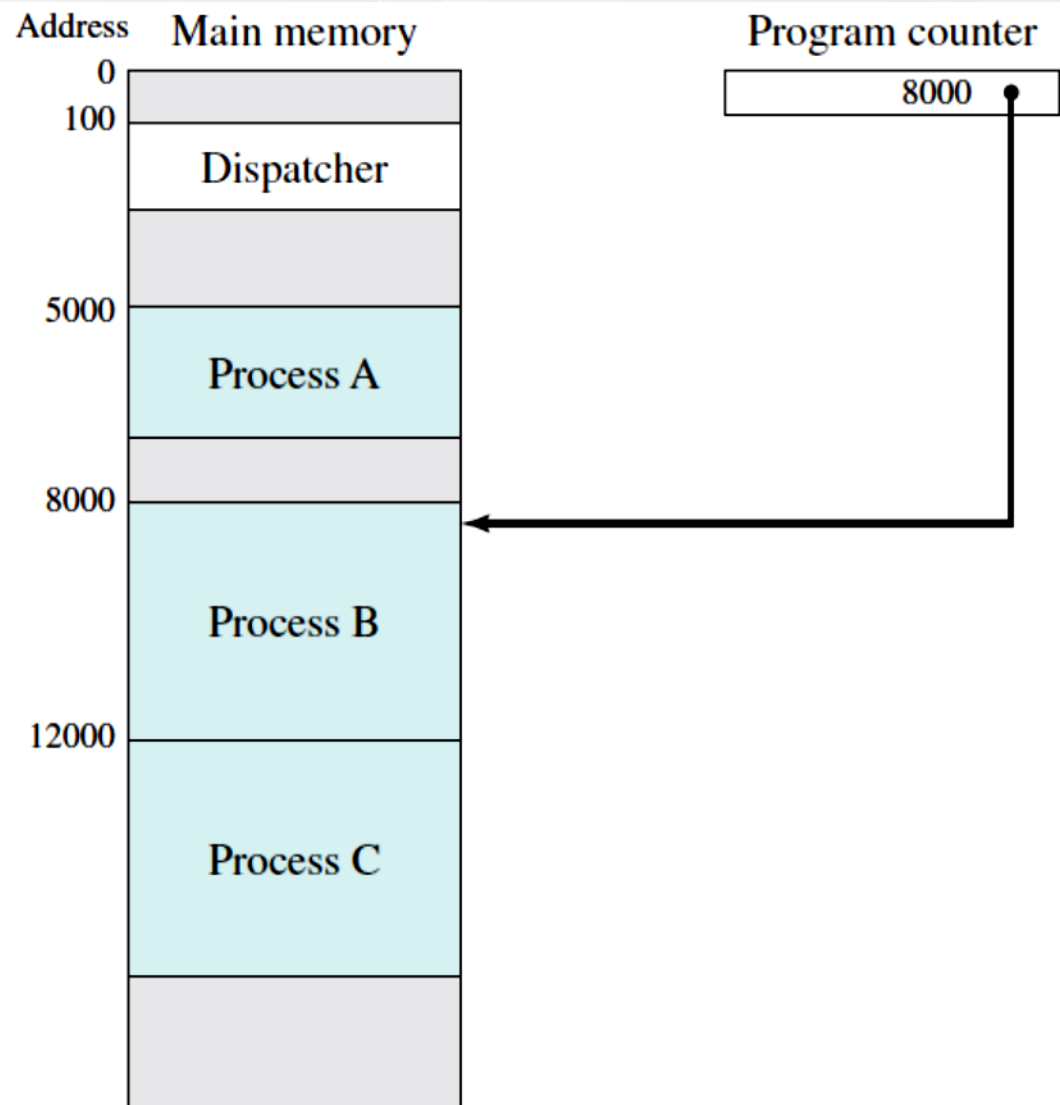 Address Main memory Program counter
0
8000
100
Dispatcher
5000
Process A
8000
Process B
12000
Process C